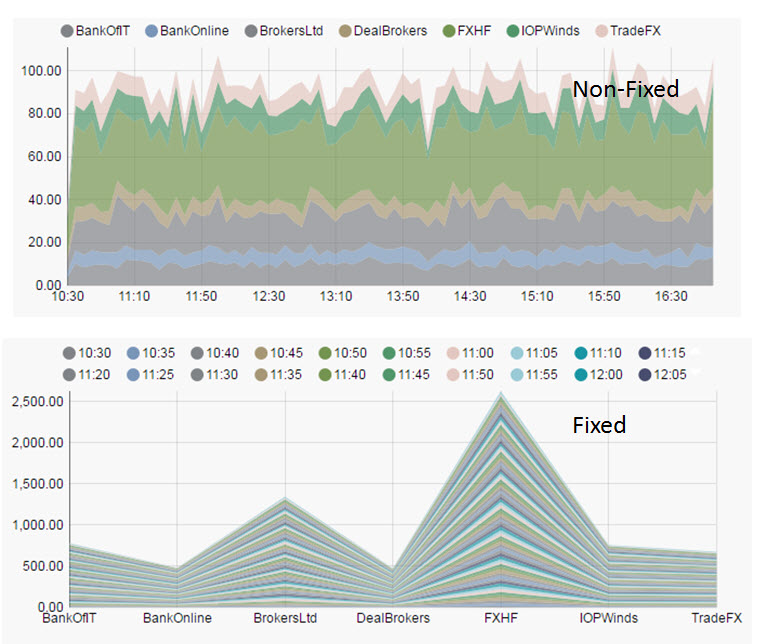 BankOfIT BankOnline BrokersLtd DealBrokers FXHF IOPWinds TradeFX
100.00
Non-Fixed
80.00
60.00
40.00
20.00
0.00
10:30 11:10 11:50 12:30 13:10 13:50 14:30 15:10 15:50 16:30
10:30 10:35 10:40 10:45 10:50 10:55 11:00 11:05 11:10 11:15
11:20 11:25 11:30 11:35 11:40 11:45 11:50 11:55 12:00 12:05
2,500.00
Fixed
2,000.00
1,500.00
1,000.00
500.00
0.00
BankOfIT BankOnline BrokersLtd DealBrokers FXHF IOPWinds TradeFX